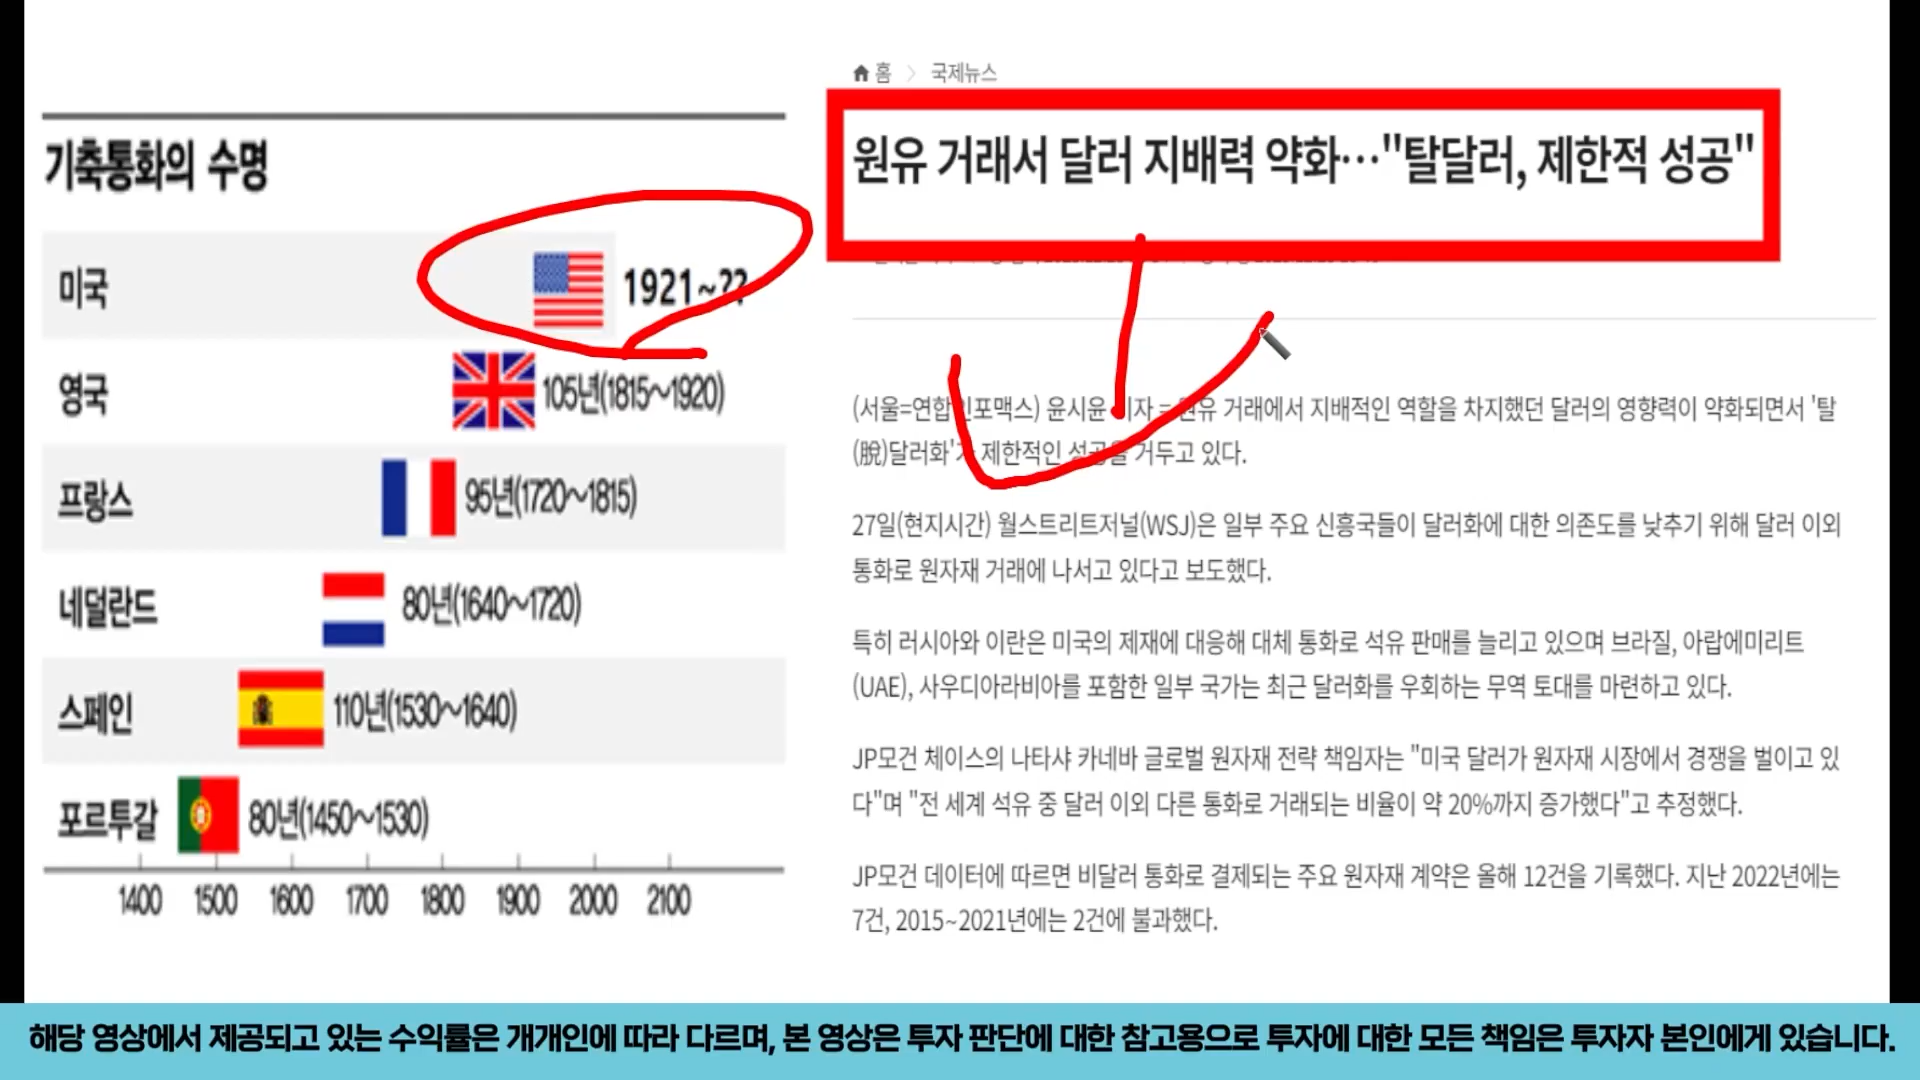 기축통화의 수명
미국 1921~??
영국 105년(1815~1920)
프랑스 95년(1720~1815)
네덜란드 80년(1640~1720)
스페인 110년(1530~1640)
포르투갈 80년(1450~1530)
1400 1500 1600 1700 1800 1900 2000 2100
홈 > 국제뉴스
원유 거래서 달러 지배력 약화…"탈달러, 제한적 성공"
(서울=연합인포맥스) 윤시윤 기자 = 원유 거래에서 지배적인 역할을 차지했던 달러의 영향력이 약화되면서 '탈
(脫)달러화'가 제한적인 성공을 거두고 있다.
27일(현지시간) 월스트리트저널(WSJ)은 일부 주요 신흥국들이 달러화에 대한 의존도를 낮추기 위해 달러 이외
통화로 원자재 거래에 나서고 있다고 보도했다.
특히 러시아와 이란은 미국의 제재에 대응해 대체 통화로 석유 판매를 늘리고 있으며 브라질, 아랍에미리트
(UAE), 사우디아라비아를 포함한 일부 국가는 최근 달러화를 우회하는 무역 토대를 마련하고 있다.
JP모건 체이스의 나타샤 카네바 글로벌 원자재 전략 책임자는 "미국 달러가 원자재 시장에서 경쟁을 벌이고 있
다"며 "전 세계 석유 중 달러 이외 다른 통화로 거래되는 비율이 약 20%까지 증가했다"고 추정했다.
JP모건 데이터에 따르면 비달러 통화로 결제되는 주요 원자재 계약은 올해 12건을 기록했다. 지난 2022년에는
7건, 2015~2021년에는 2건에 불과했다.
해당 영상에서 제공되고 있는 수익률은 개개인에 따라 다르며, 본 영상은 투자 판단에 대한 참고용으로 투자에 대한 모든 책임은 투자자 본인에게 있습니다.